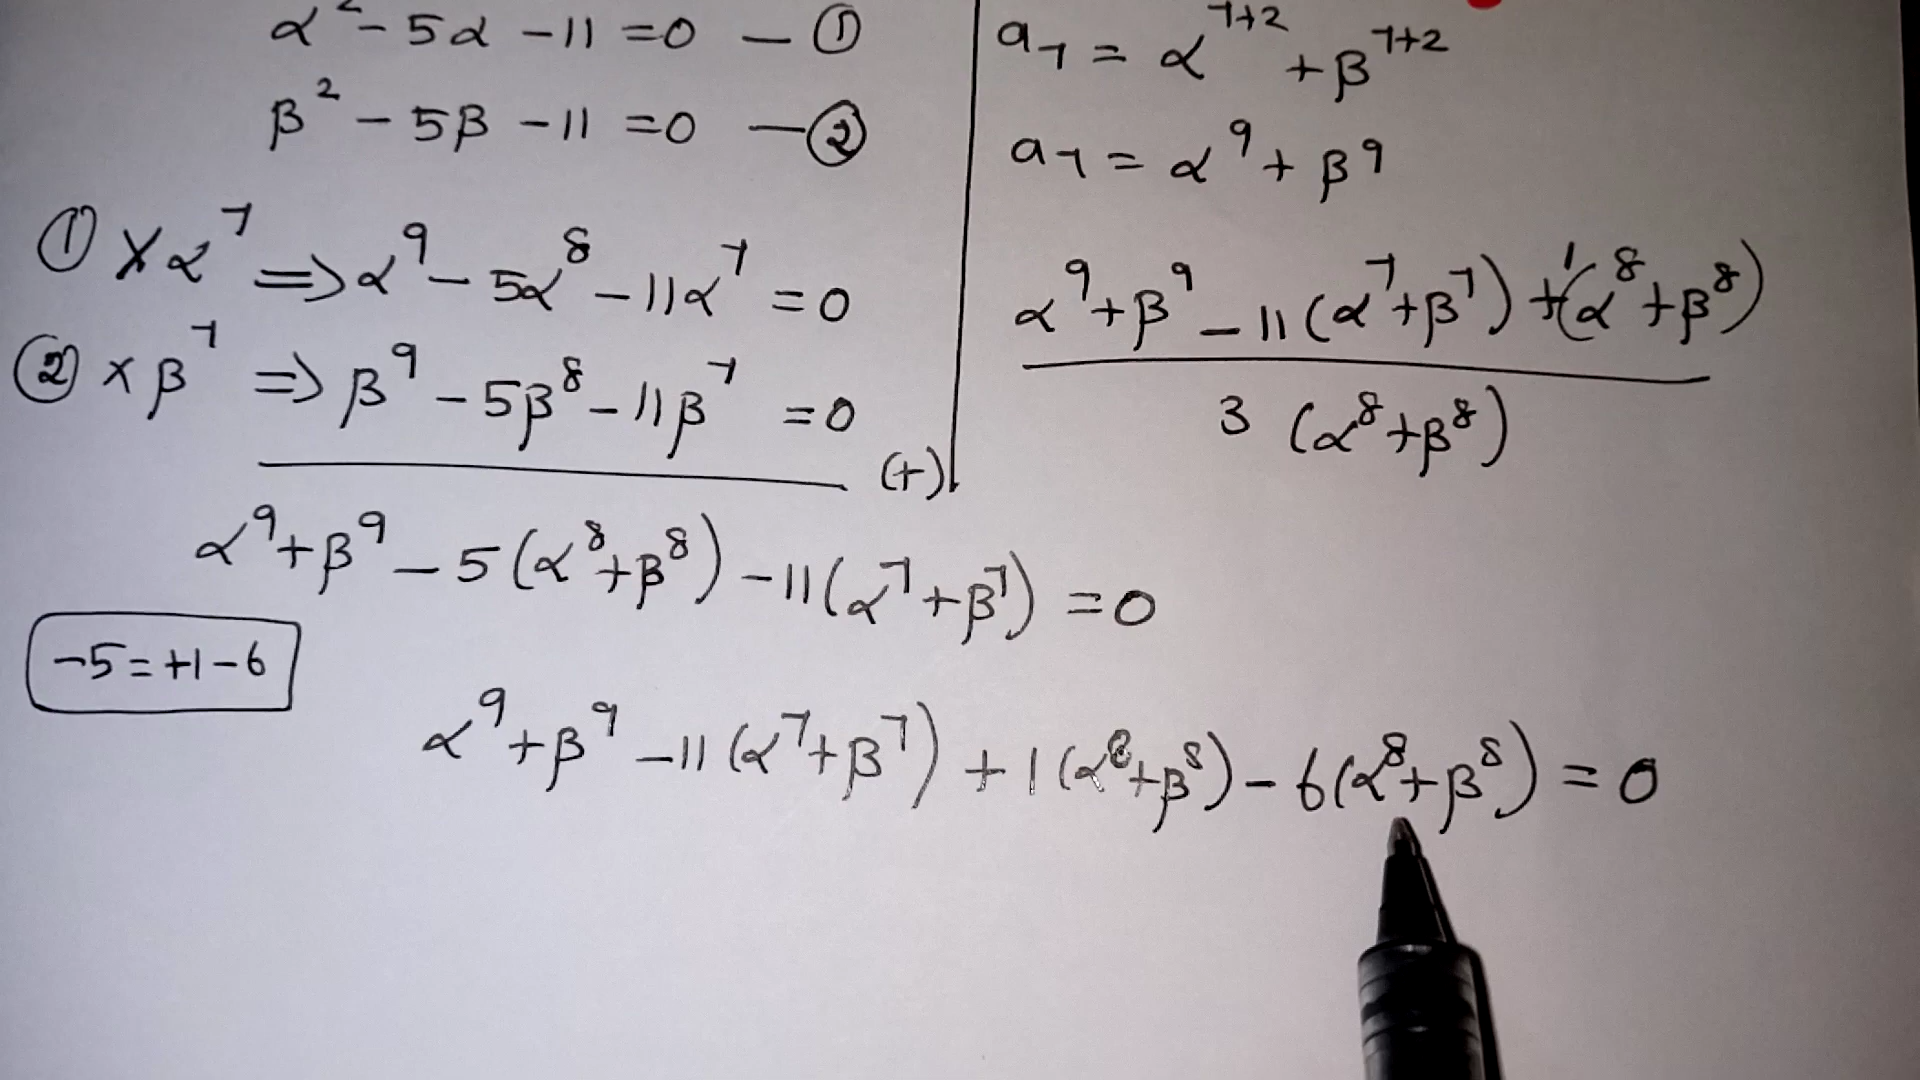 α² - 5α - 11 = 0 — ①
β² - 5β - 11 = 0 — ②
① × α⁷ ⇒ α⁹ - 5α⁸ - 11α⁷ = 0
② × β⁷ ⇒ β⁹ - 5β⁸ - 11β⁷ = 0
(+)
α⁹ + β⁹ - 5(α⁸ + β⁸) - 11(α⁷ + β⁷) = 0
-5 = +1 - 6
a₇ = α⁷⁺² + β⁷⁺²
a₇ = α⁹ + β⁹
α⁹ + β⁹ - 11(α⁷ + β⁷) + 1(α⁸ + β⁸)
3 (α⁸ + β⁸)
α⁹ + β⁹ - 11(α⁷ + β⁷) + 1(α⁸ + β⁸) - 6(α⁸ + β⁸) = 0